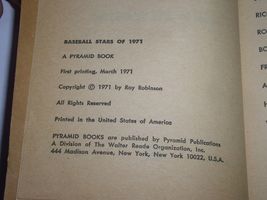 BASEBALL STARS OF 1971
A PYRAMID BOOK
First printing, March 1971
Copyright © 1971 by Ray Robinson
All Rights Reserved
Printed in the United States of America
PYRAMID BOOKS are published by Pyramid Publications
A Division of The Walter Reade Organization, Inc.
444 Madison Avenue, New York, New York 10022, U.S.A.